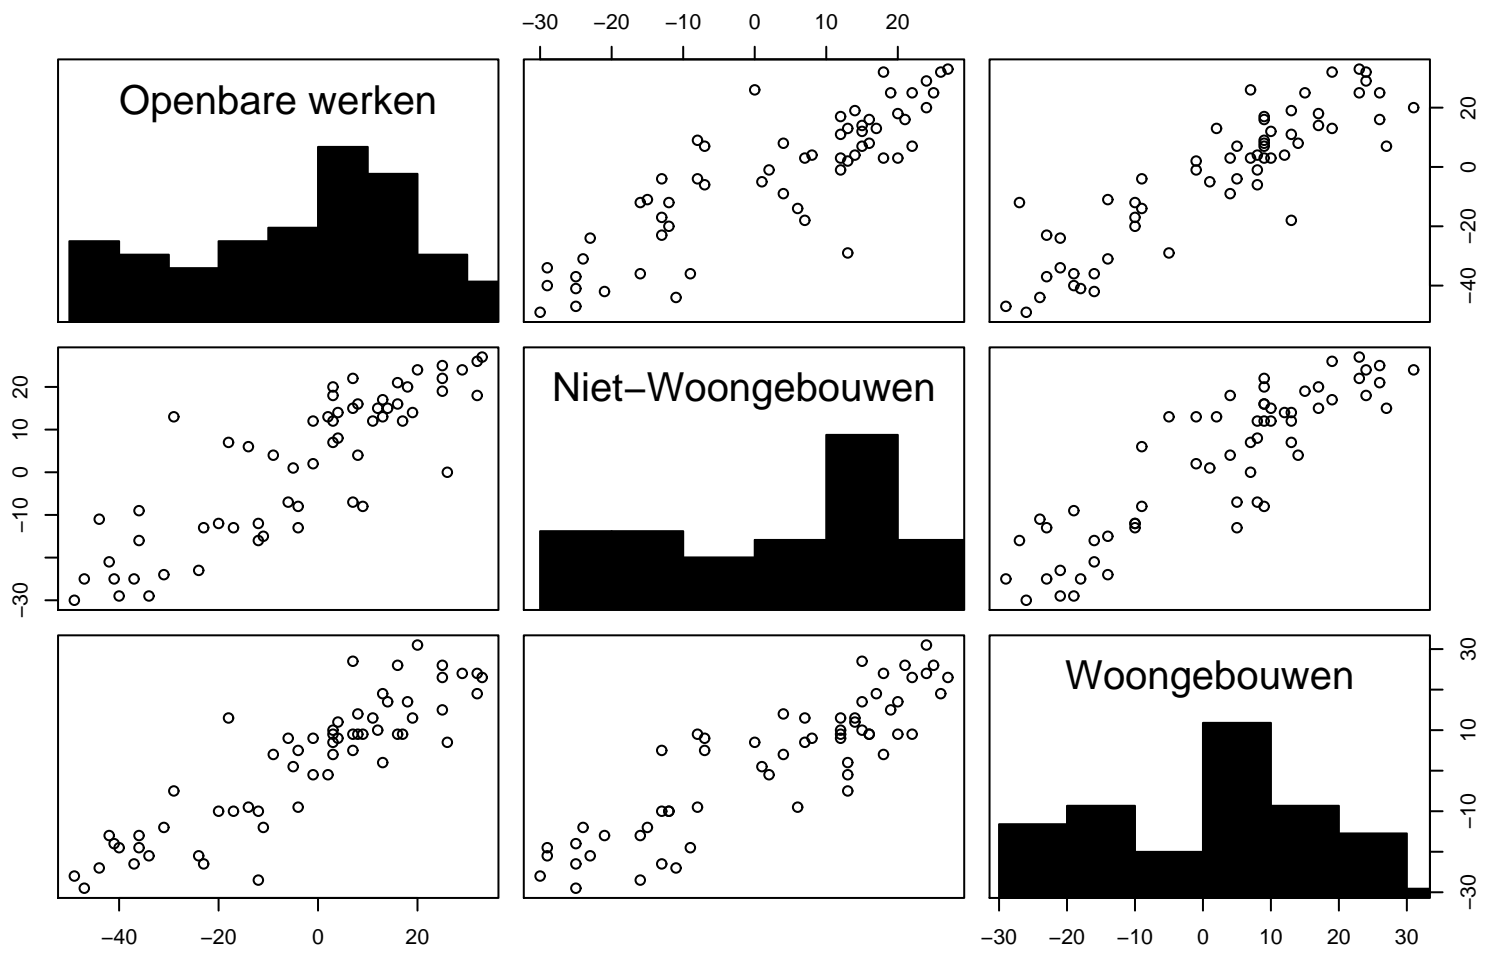 −30 −20 −10 0 10 20
Openbare werken
−40 −20 0 20
−30 −10 0 10 20
Niet−Woongebouwen
Woongebouwen
−30 −10 10 30
−40 −20 0 20
−30 −20 −10 0 10 20 30